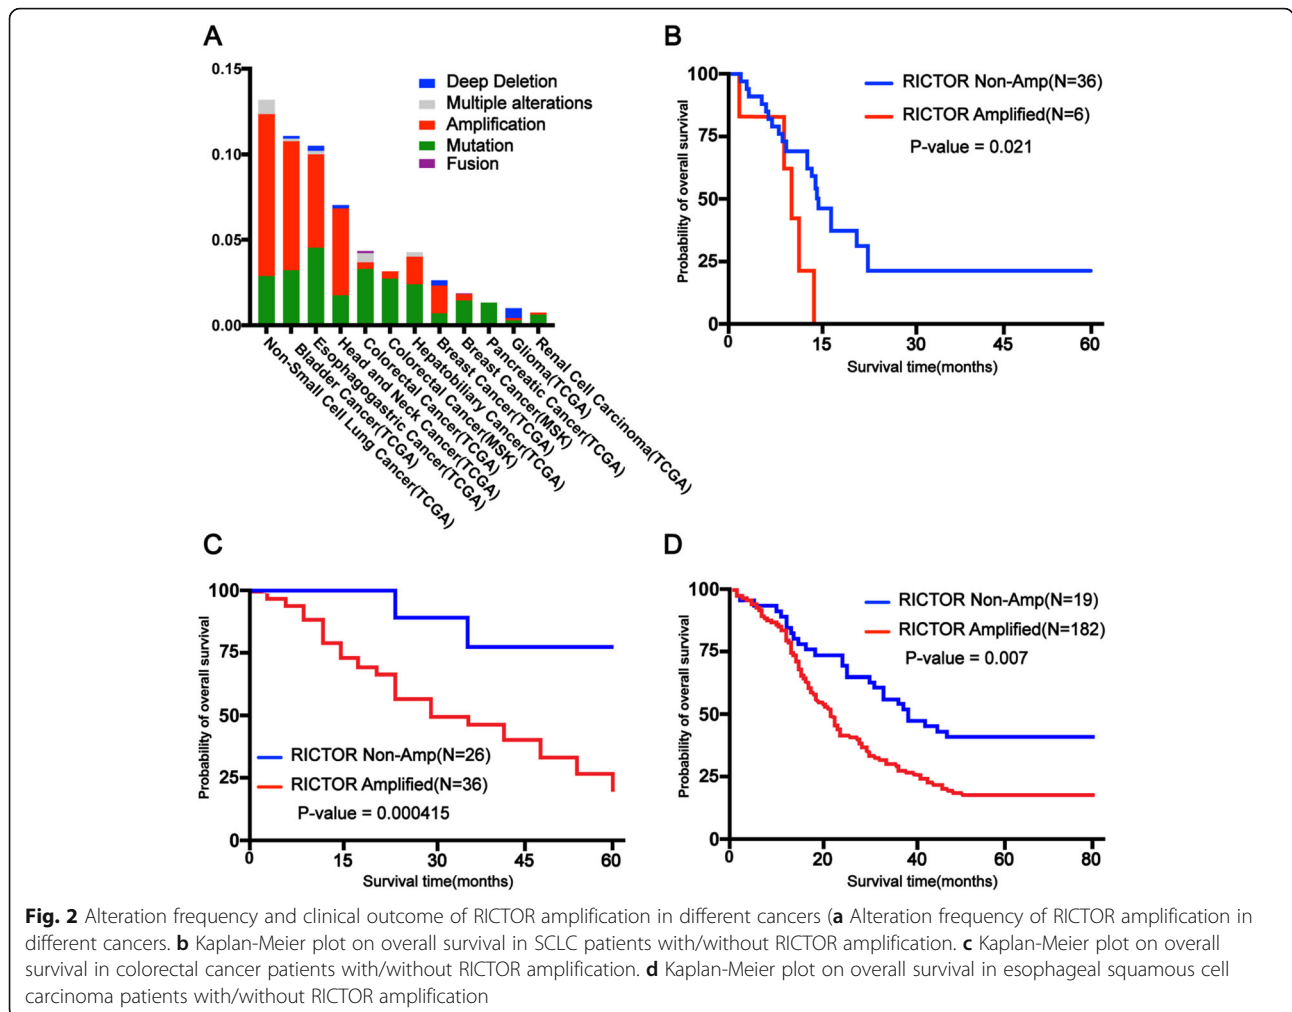 A
0.15
0.10
0.05
0.00
Deep Deletion
Multiple alterations
Amplification
Mutation
Fusion
Non-Small Cell Lung Cancer(TCGA)
Bladder Cancer(TCGA)
Esophagogastric Cancer(TCGA)
Head and Neck Cancer(TCGA)
Colorectal Cancer(TCGA)
Colorectal Cancer(MSK)
Hepatobiliary Cancer(TCGA)
Breast Cancer(TCGA)
Breast Cancer(MSK)
Pancreatic Cancer(TCGA)
Glioma(TCGA)
Renal Cell Carcinoma(TCGA)
B
Probability of overall survival
100
75
50
25
0
RICTOR Non-Amp(N=36)
RICTOR Amplified(N=6)
P-value = 0.021
0 15 30 45 60
Survival time(months)
C
Probability of overall survival
100
75
50
25
0
RICTOR Non-Amp(N=26)
RICTOR Amplified(N=36)
P-value = 0.000415
0 15 30 45 60
Survival time(months)
D
Probability of overall survival
100
75
50
25
0
RICTOR Non-Amp(N=19)
RICTOR Amplified(N=182)
P-value = 0.007
0 20 40 60 80
Survival time(months)
Fig. 2 Alteration frequency and clinical outcome of RICTOR amplification in different cancers (a Alteration frequency of RICTOR amplification in
different cancers. b Kaplan-Meier plot on overall survival in SCLC patients with/without RICTOR amplification. c Kaplan-Meier plot on overall
survival in colorectal cancer patients with/without RICTOR amplification. d Kaplan-Meier plot on overall survival in esophageal squamous cell
carcinoma patients with/without RICTOR amplification